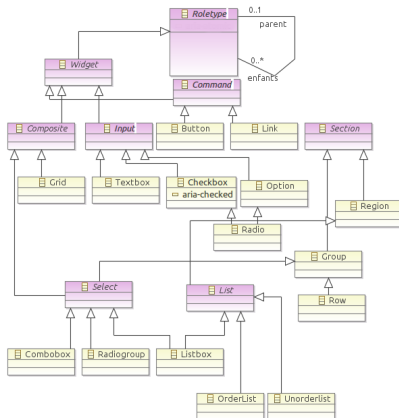 Roletype
0..1
parent
0..*
enfants
Widget
Command
Composite
Input
Button
Link
Section
Grid
Textbox
Checkbox
aria-checked
Option
Region
Radio
Group
Select
List
Row
Combobox
Radiogroup
Listbox
OrderList
Unorderlist